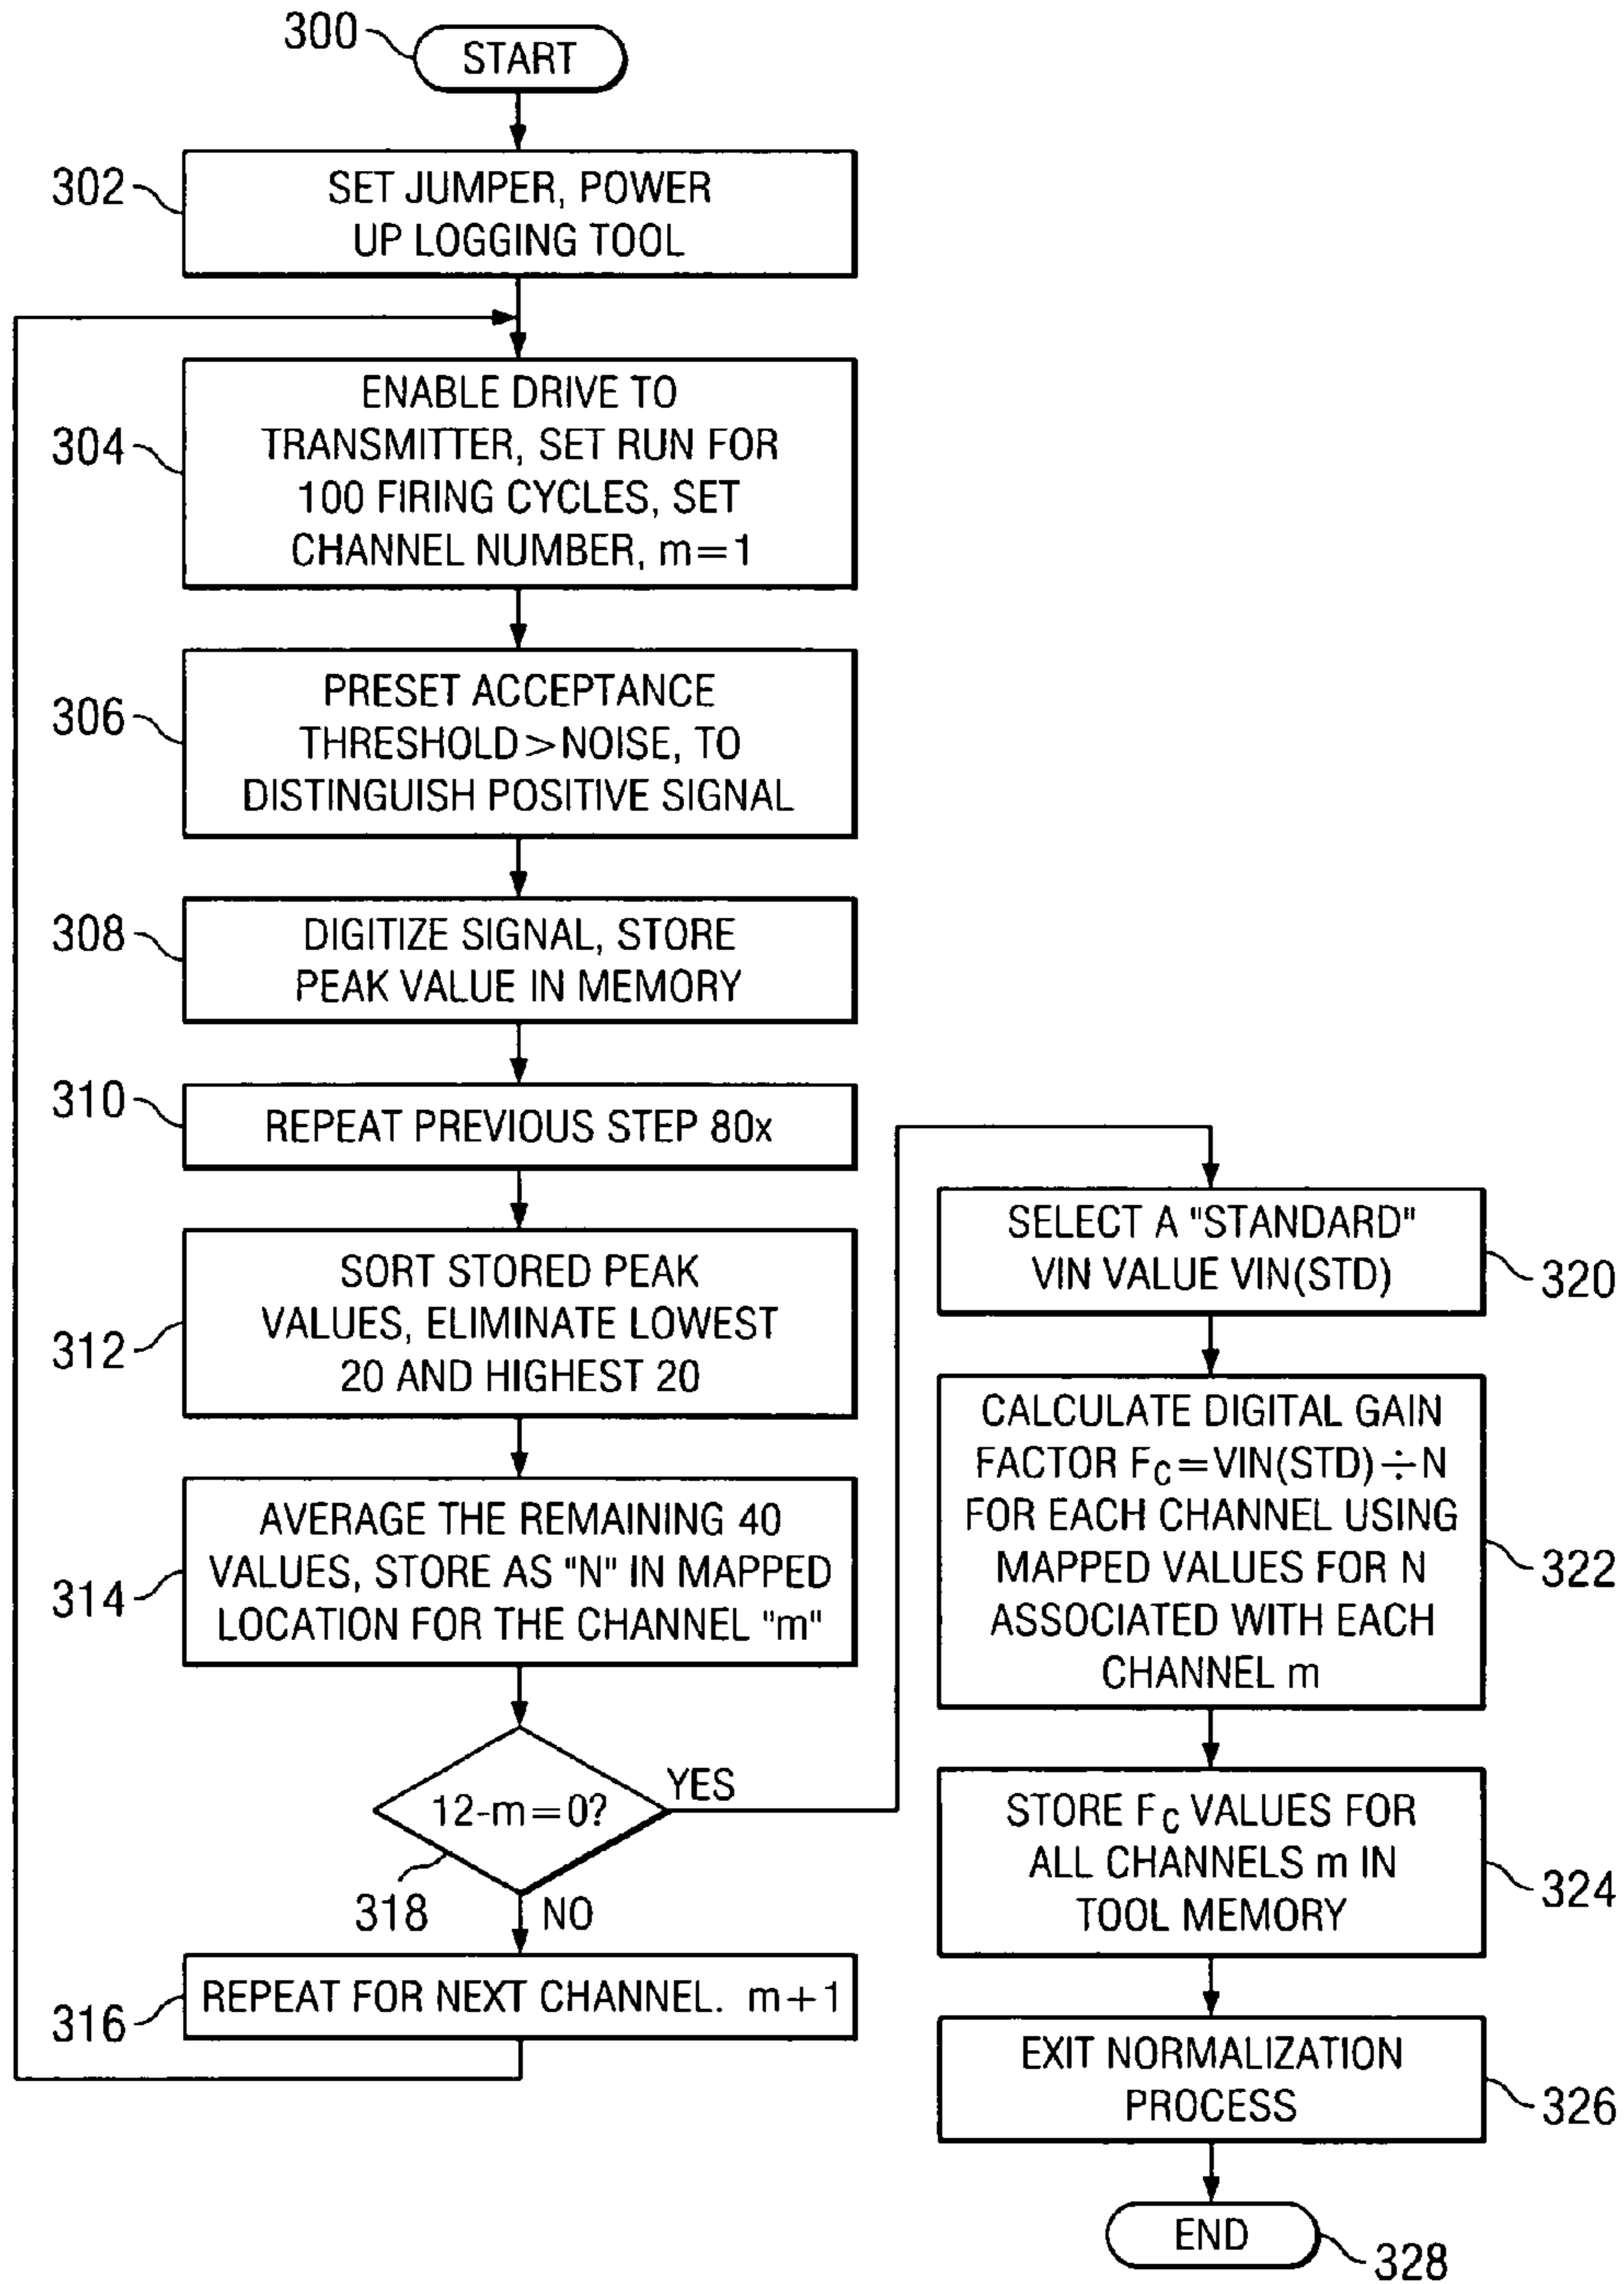 300
START
302
SET JUMPER, POWER
UP LOGGING TOOL
304
ENABLE DRIVE TO
TRANSMITTER, SET RUN FOR
100 FIRING CYCLES, SET
CHANNEL NUMBER, m=1
306
PRESET ACCEPTANCE
THRESHOLD>NOISE, TO
DISTINGUISH POSITIVE SIGNAL
308
DIGITIZE SIGNAL, STORE
PEAK VALUE IN MEMORY
310
REPEAT PREVIOUS STEP 80x
312
SORT STORED PEAK
VALUES, ELIMINATE LOWEST
20 AND HIGHEST 20
314
AVERAGE THE REMAINING 40
VALUES, STORE AS "N" IN MAPPED
LOCATION FOR THE CHANNEL "m"
12-m=0?
YES
318
NO
316
REPEAT FOR NEXT CHANNEL. m+1
SELECT A "STANDARD"
VIN VALUE VIN(STD)
320
CALCULATE DIGITAL GAIN
FACTOR FC=VIN(STD)÷N
FOR EACH CHANNEL USING
MAPPED VALUES FOR N
ASSOCIATED WITH EACH
CHANNEL m
322
STORE FC VALUES FOR
ALL CHANNELS m IN
TOOL MEMORY
324
EXIT NORMALIZATION
PROCESS
326
END
328